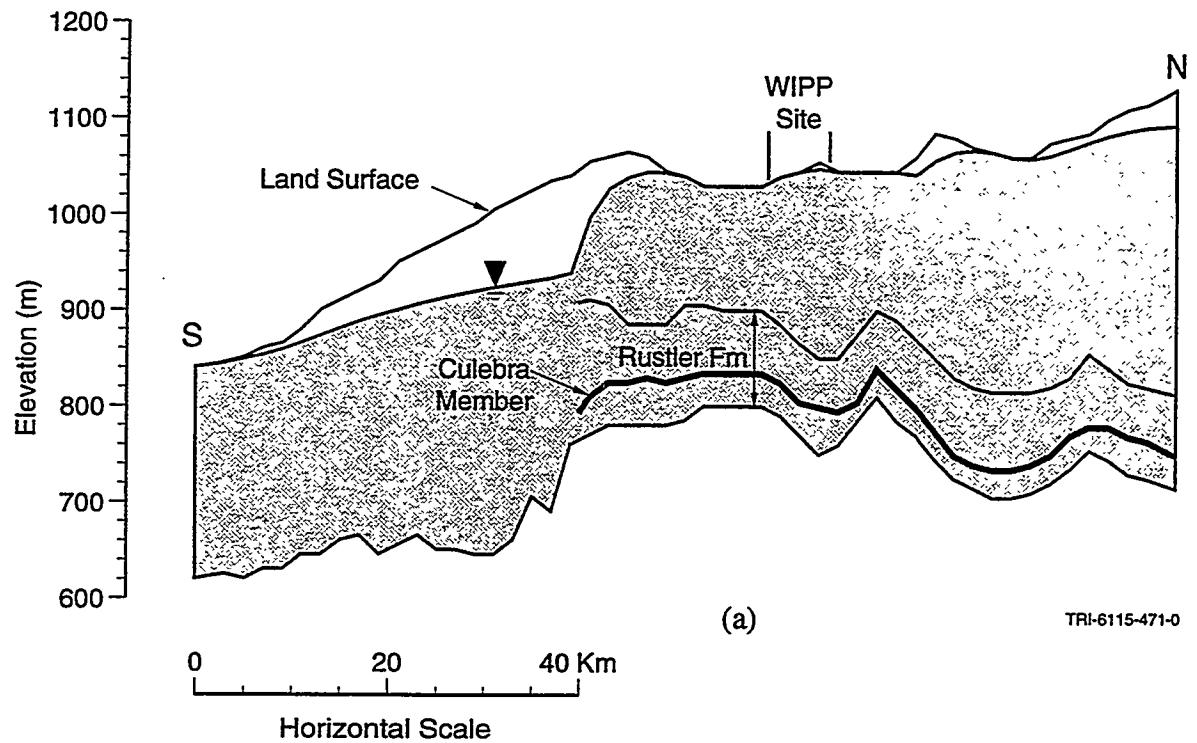 1200
1100
1000
900
800
700
600
Elevation (m)
S
N
WIPP
Site
Land Surface
Rustler Fm
Culebra
Member
(a)
TRI-6115-471-0
0
20
40 Km
Horizontal Scale